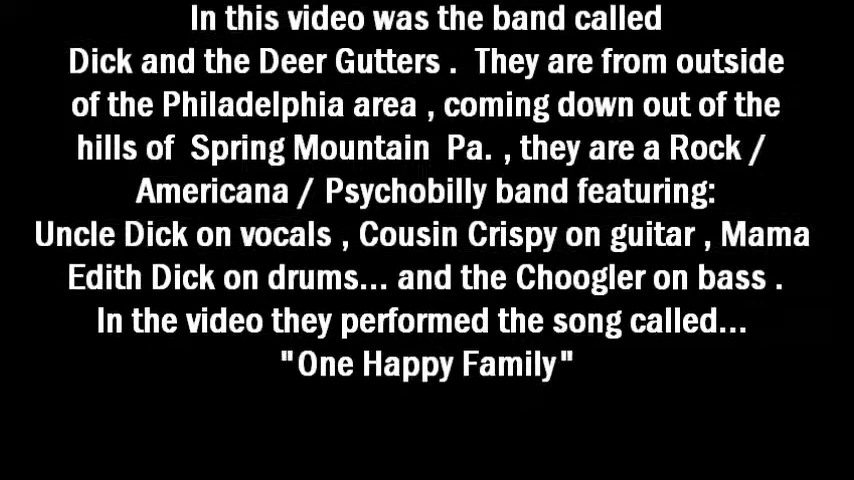 In this video was the band called
Dick and the Deer Gutters .  They are from outside
of the Philadelphia area , coming down out of the
hills of  Spring Mountain  Pa. , they are a Rock /
Americana / Psychobilly band featuring:
Uncle Dick on vocals , Cousin Crispy on guitar , Mama
Edith Dick on drums... and the Choogler on bass .
In the video they performed the song called...
"One Happy Family"